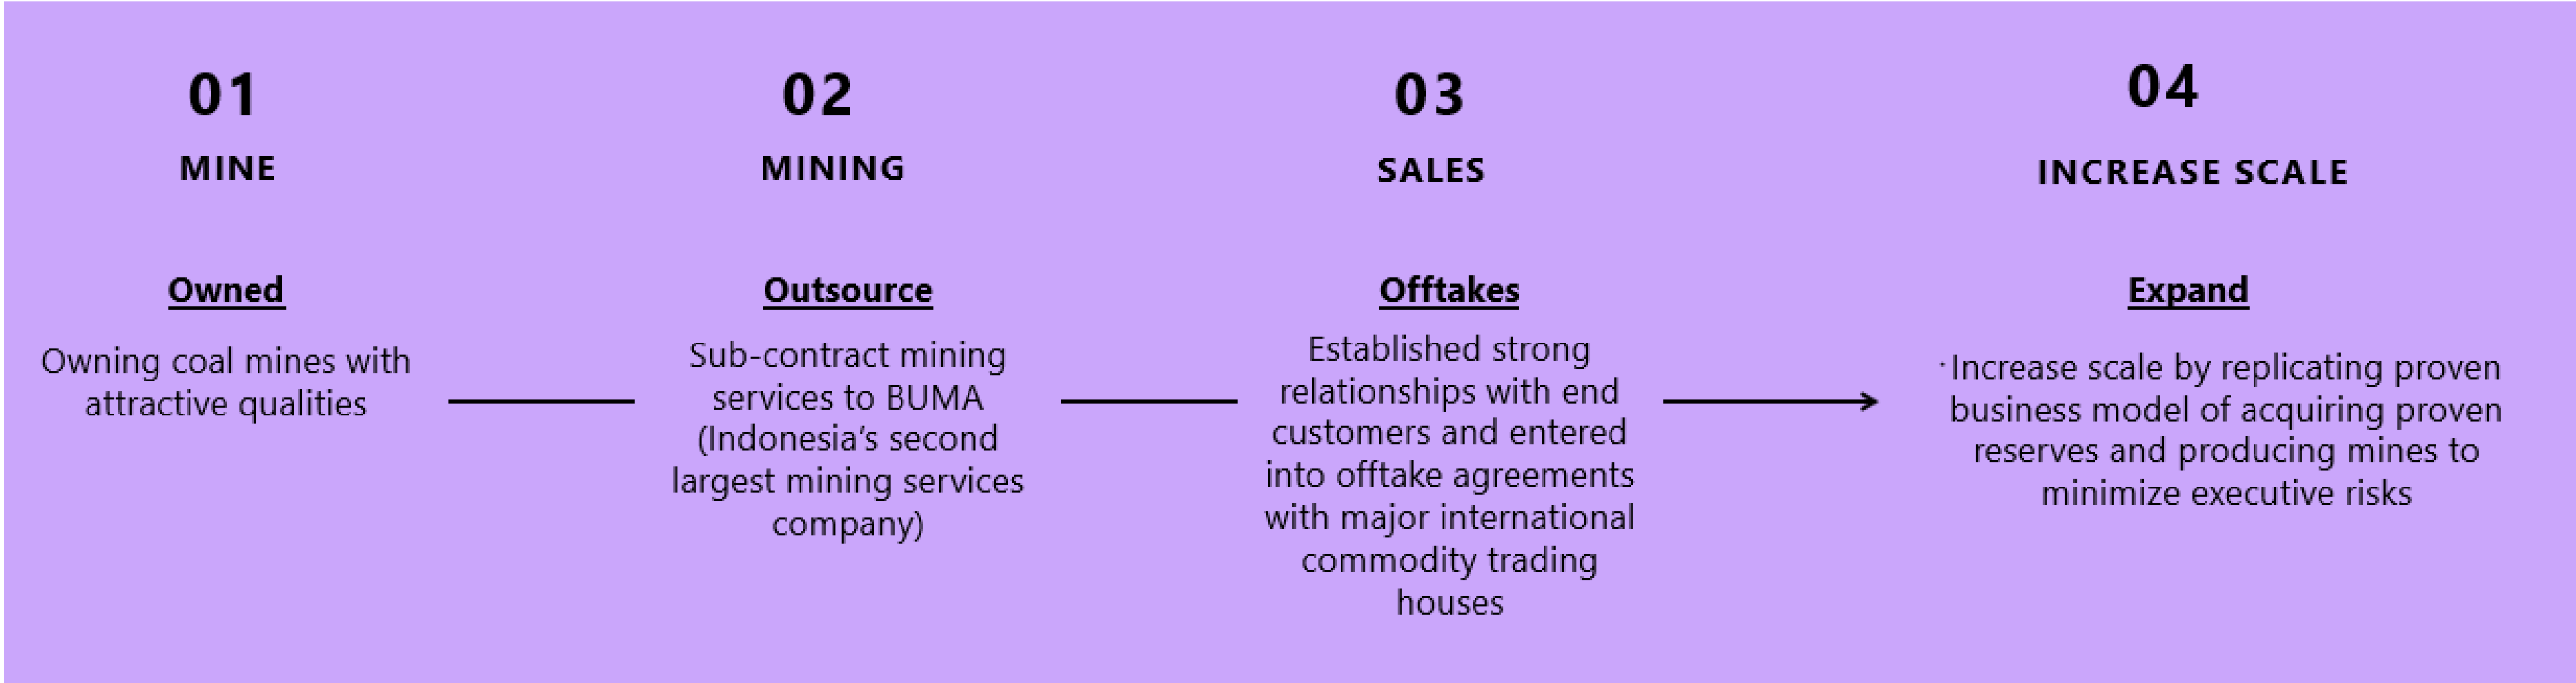 01
MINE
Owned
Owning coal mines with
attractive qualities
02
MINING
Outsource
Sub-contract mining
services to BUMA
(Indonesia's second
largest mining services
company)
03
SALES
Offtakes
Established strong
relationships with end
customers and entered
into offtake agreements
with major international
commodity trading
houses
04
INCREASE SCALE
Expand
·Increase scale by replicating proven
business model of acquiring proven
reserves and producing mines to
minimize executive risks